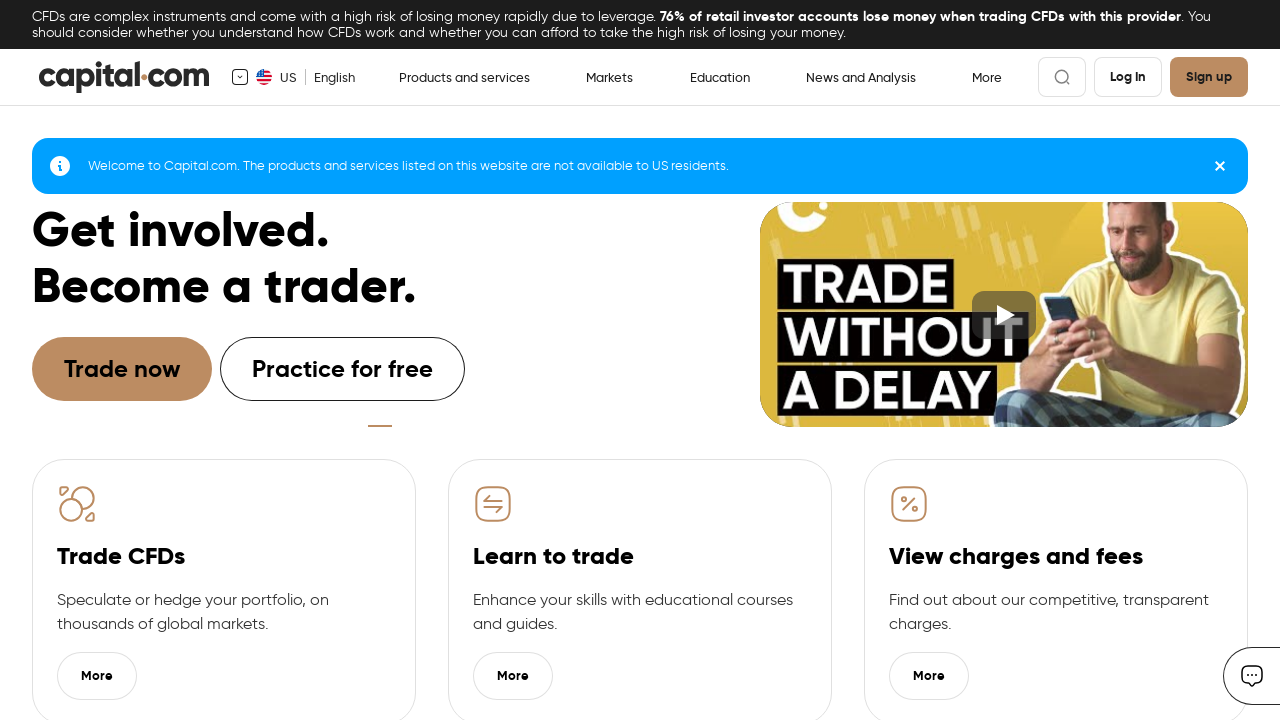 CFDs are complex instruments and come with a high risk of losing money rapidly due to leverage. 76% of retail investor accounts lose money when trading CFDs with this provider. You
should consider whether you understand how CFDs work and whether you can afford to take the high risk of losing your money.
capital.com
US
English
Products and services
Markets
Education
News and Analysis
More
Log In
Sign up
Welcome to Capital.com. The products and services listed on this website are not available to US residents.
Get involved.
Become a trader.
Trade now
Practice for free
TRADE
WITHOUT
A DELAY
Trade CFDs
Speculate or hedge your portfolio, on
thousands of global markets.
More
Learn to trade
Enhance your skills with educational courses
and guides.
More
View charges and fees
Find out about our competitive, transparent
charges.
More